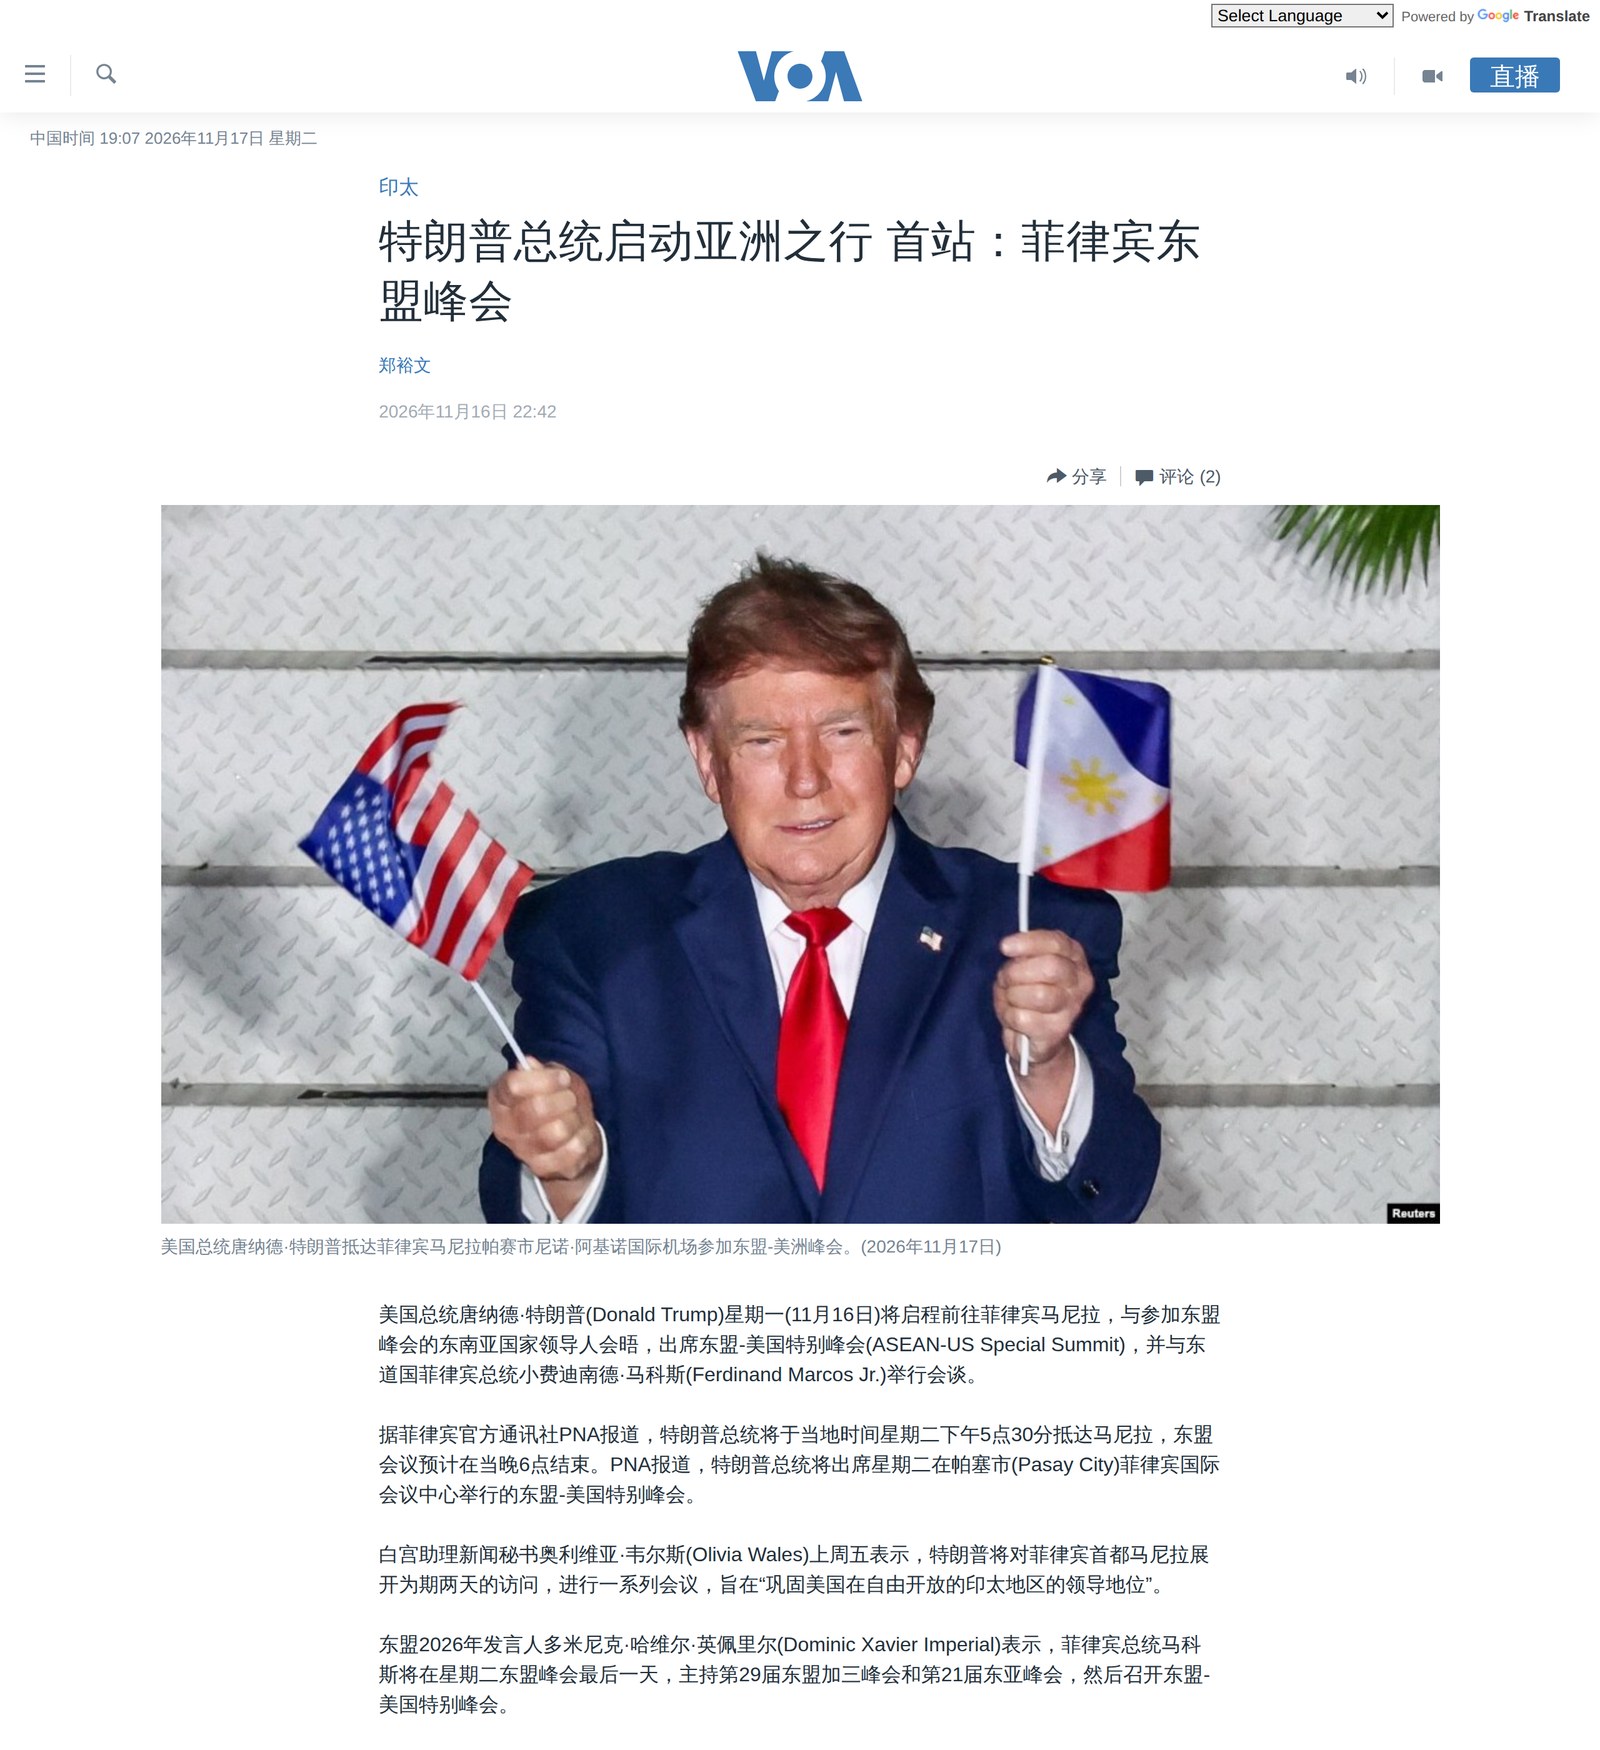 Select Language
Powered by Google Translate
VOA
直播
中国时间 19:07 2026年11月17日 星期二
印太
特朗普总统启动亚洲之行 首站：菲律宾东
盟峰会
郑裕文
2026年11月16日 22:42
分享
评论 (2)
Reuters
美国总统唐纳德·特朗普抵达菲律宾马尼拉帕赛市尼诺·阿基诺国际机场参加东盟-美洲峰会。(2026年11月17日)
美国总统唐纳德·特朗普(Donald Trump)星期一(11月16日)将启程前往菲律宾马尼拉，与参加东盟
峰会的东南亚国家领导人会晤，出席东盟-美国特别峰会(ASEAN-US Special Summit)，并与东
道国菲律宾总统小费迪南德·马科斯(Ferdinand Marcos Jr.)举行会谈。
据菲律宾官方通讯社PNA报道，特朗普总统将于当地时间星期二下午5点30分抵达马尼拉，东盟
会议预计在当晚6点结束。PNA报道，特朗普总统将出席星期二在帕塞市(Pasay City)菲律宾国际
会议中心举行的东盟-美国特别峰会。
白宫助理新闻秘书奥利维亚·韦尔斯(Olivia Wales)上周五表示，特朗普将对菲律宾首都马尼拉展
开为期两天的访问，进行一系列会议，旨在“巩固美国在自由开放的印太地区的领导地位”。
东盟2026年发言人多米尼克·哈维尔·英佩里尔(Dominic Xavier Imperial)表示，菲律宾总统马科
斯将在星期二东盟峰会最后一天，主持第29届东盟加三峰会和第21届东亚峰会，然后召开东盟-
美国特别峰会。